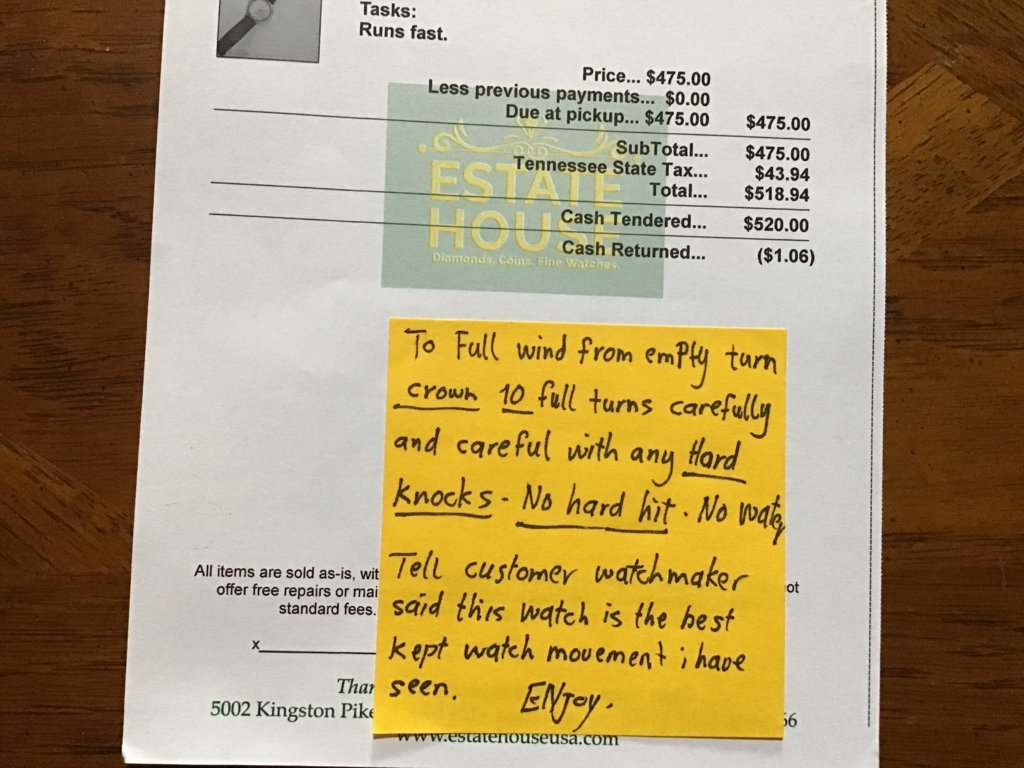 Tasks:
Runs fast.
Price... $475.00
Less previous payments... $0.00
Due at pickup... $475.00 $475.00
SubTotal... $475.00
Tennessee State Tax... $43.94
Total... $518.94
Cash Tendered... $520.00
Cash Returned... ($1.06)
ESTATE
HOUSE
Diamonds. Coins. Fine Watches
To Full wind from emPty turn
crown 10 full turns carefully
and careful with any Hard
Knocks - No hard hit . No water
Tell customer watchmaker
said this watch is the best
Kept watch movement i have
seen. ENJoy.
All items are sold as-is,
offer free repairs or
standard fees.
x
5002 Kingston Pike
www.estatehouseusa.com